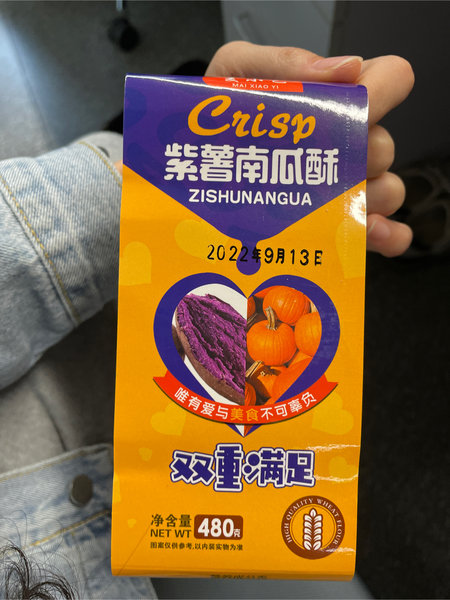 MAI XIAO YI
Crisp
紫薯南瓜酥
ZISHUNANGUA
2022年9月13日
唯有爱与美食不可辜负
双重满足
净含量
NET WT 480克
图案仅供参考,以内装实物为准
HIGH QUALITY WHEAT FLOUR